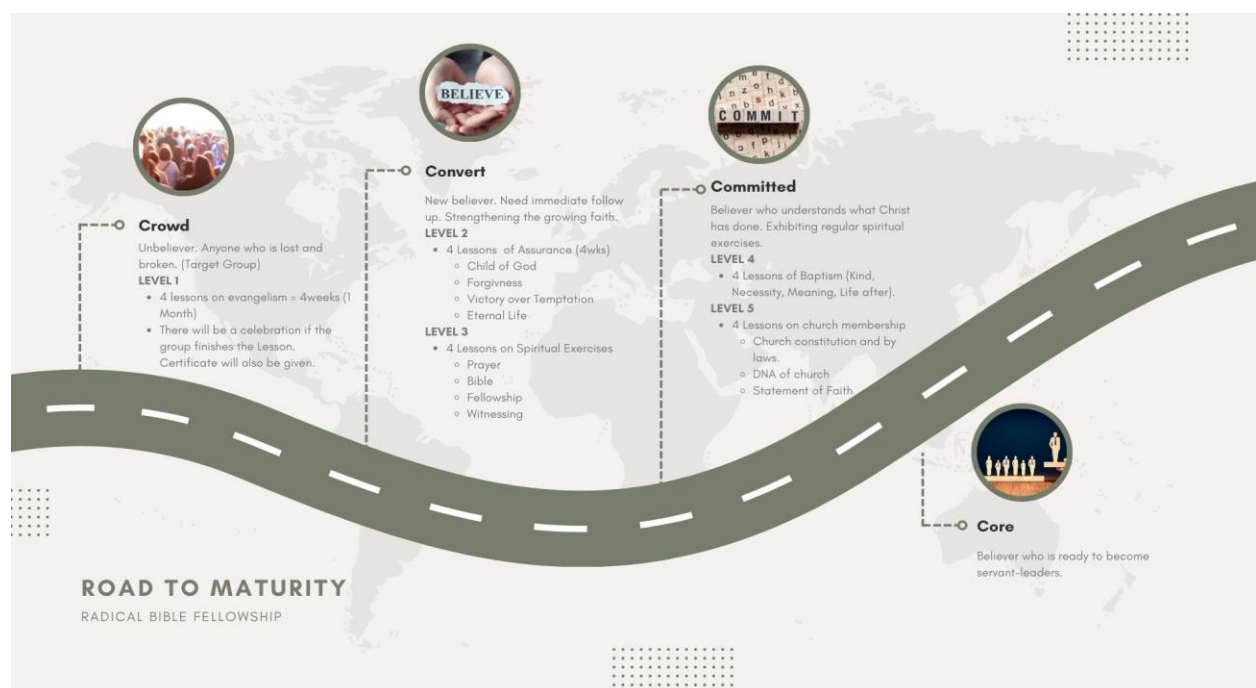 Crowd
Unbeliever. Anyone who is lost and
broken. (Target Group)
LEVEL 1
• 4 lessons on evangelism = 4weeks (1
Month)
• There will be a celebration if the
group finishes the Lesson.
Certificate will also be given.
BELIEVE
Convert
New believer. Need immediate follow
up. Strengthening the growing faith.
LEVEL 2
• 4 Lessons of Assurance (4wks)
◦ Child of God
◦ Forgivness
◦ Victory over Temptation
◦ Eternal Life
LEVEL 3
• 4 Lessons on Spiritual Exercises
◦ Prayer
◦ Bible
◦ Fellowship
◦ Witnessing
COMMIT
Committed
Believer who understands what Christ
has done. Exhibiting regular spiritual
exercises.
LEVEL 4
• 4 Lessons of Baptism (Kind,
Necessity, Meaning, Life after).
LEVEL 5
• 4 Lessons on church membership
◦ Church constitution and by
laws.
◦ DNA of church
◦ Statement of Faith
Core
Believer who is ready to become
servant-leaders.
ROAD TO MATURITY
RADICAL BIBLE FELLOWSHIP